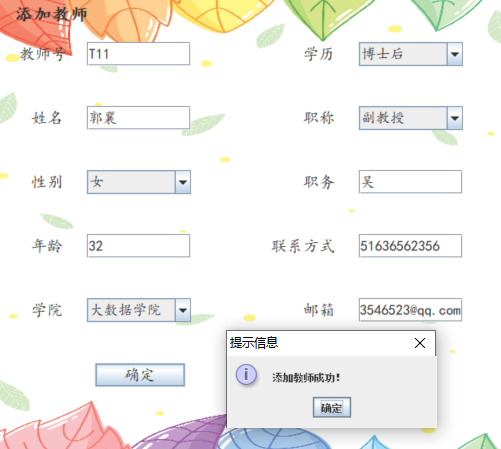 添加教师
教师号 T11 学历 博士后
姓名 郭襄 职称 副教授
性别 女 职务 吴
年龄 32 联系方式 51636562356
学院 大数据学院 邮箱 3546523@qq.com
提示信息
添加教师成功！
确定
确定